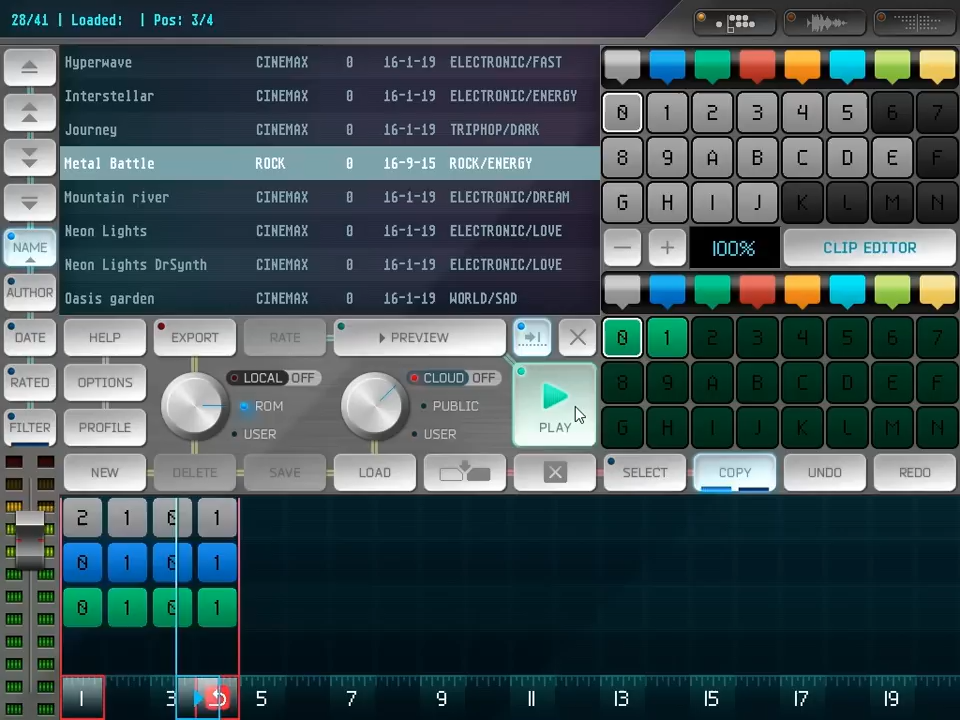 28/41 | Loaded: | Pos: 3/4
Hyperwave CINEMAX 0 16-1-19 ELECTRONIC/FAST
Interstellar CINEMAX 0 16-1-19 ELECTRONIC/ENERGY
Journey CINEMAX 0 16-1-19 TRIPHOP/DARK
Metal Battle ROCK 0 16-9-15 ROCK/ENERGY
Mountain river CINEMAX 0 16-1-19 ELECTRONIC/DREAM
Neon Lights CINEMAX 0 16-1-19 ELECTRONIC/LOVE
Neon Lights DrSynth CINEMAX 0 16-1-19 ELECTRONIC/LOVE
Oasis garden CINEMAX 0 16-1-19 WORLD/SAD
NAME
AUTHOR
DATE
RATED
FILTER
0 1 2 3 4 5 6 7
8 9 A B C D E F
G H I J K L M N
100% CLIP EDITOR
0 1 2 3 4 5 6 7
8 9 A B C D E F
G H I J K L M N
HELP EXPORT RATE PREVIEW
OPTIONS LOCAL OFF CLOUD OFF
ROM PUBLIC
PROFILE USER USER PLAY
NEW DELETE SAVE LOAD SELECT COPY UNDO REDO
2 1 0 1
0 1 0 1
0 1 0 1
1 3 5 7 9 11 13 15 17 19